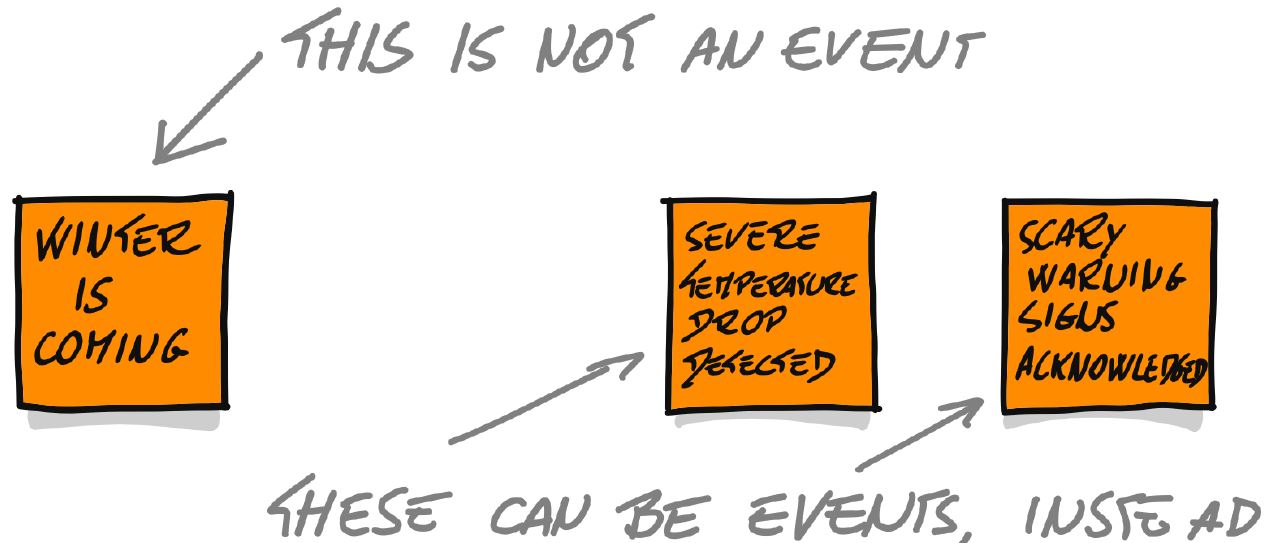 THIS IS NOT AN EVENT
WINTER
IS
COMING
SEVERE
TEMPERATURE
DROP
DETECTED
SCARY
WARNING
SIGNS
ACKNOWLEDGED
THESE CAN BE EVENTS, INSTEAD